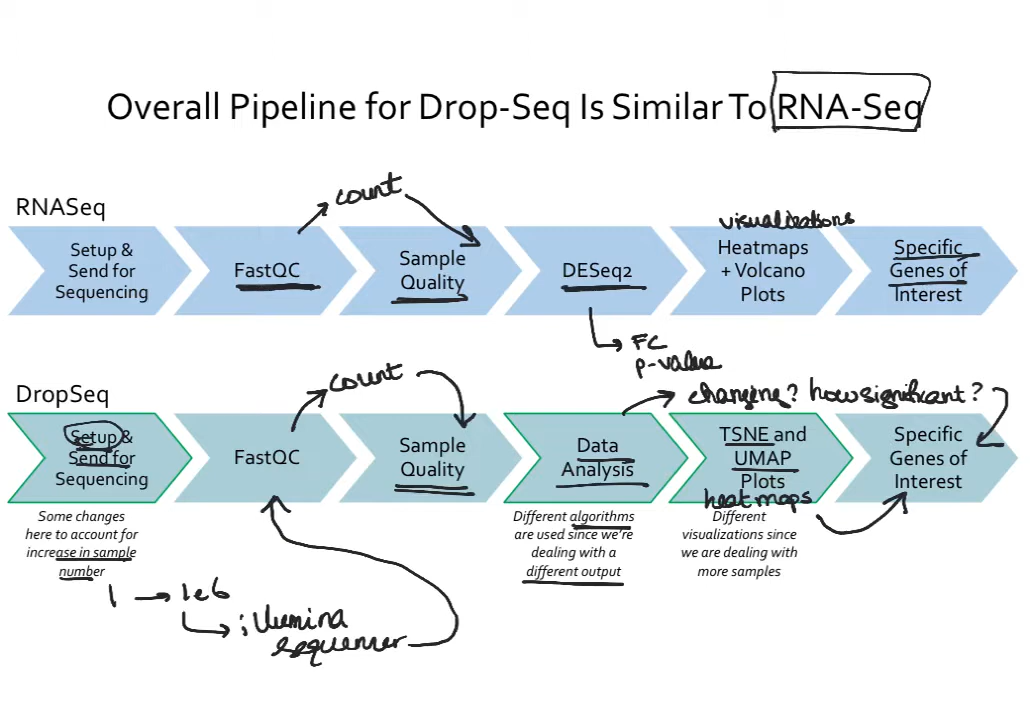 Overall Pipeline for Drop-Seq Is Similar To RNA-Seq
count
RNASeq
visualizations
Setup &
Send for
Sequencing
FastQC
Sample
Quality
DESeq2
Heatmaps
+ Volcano
Plots
Specific
Genes of
Interest
FC
p-value
count
changing? how significant?
DropSeq
Setup &
Send for
Sequencing
FastQC
Sample
Quality
Data
Analysis
TSNE and
UMAP
Plots
heat maps
Specific
Genes of
Interest
Some changes
here to account for
increase in sample
number
Different algorithms
are used since we're
dealing with a
different output
Different
visualizations since
we are dealing with
more samples
1 → 1e6
illumina
sequencer